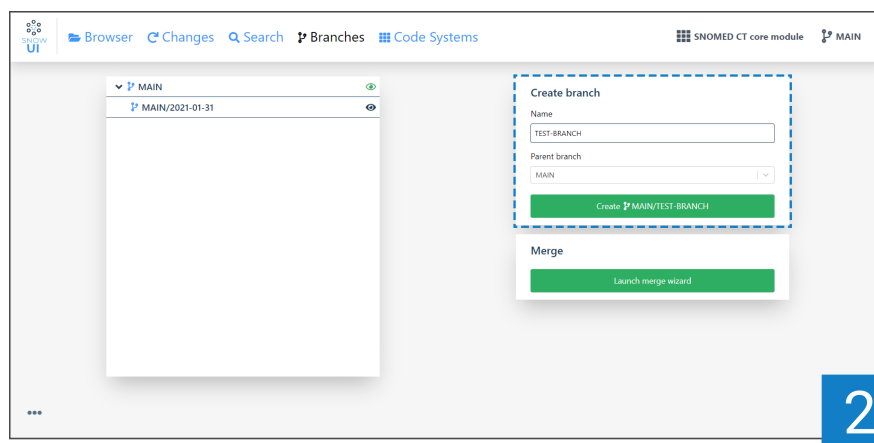 SNOW
UI
Browser Changes Search Branches Code Systems
SNOMED CT core module MAIN
MAIN
MAIN/2021-01-31
Create branch
Name
TEST-BRANCH
Parent branch
MAIN
Create MAIN/TEST-BRANCH
Merge
Launch merge wizard
2